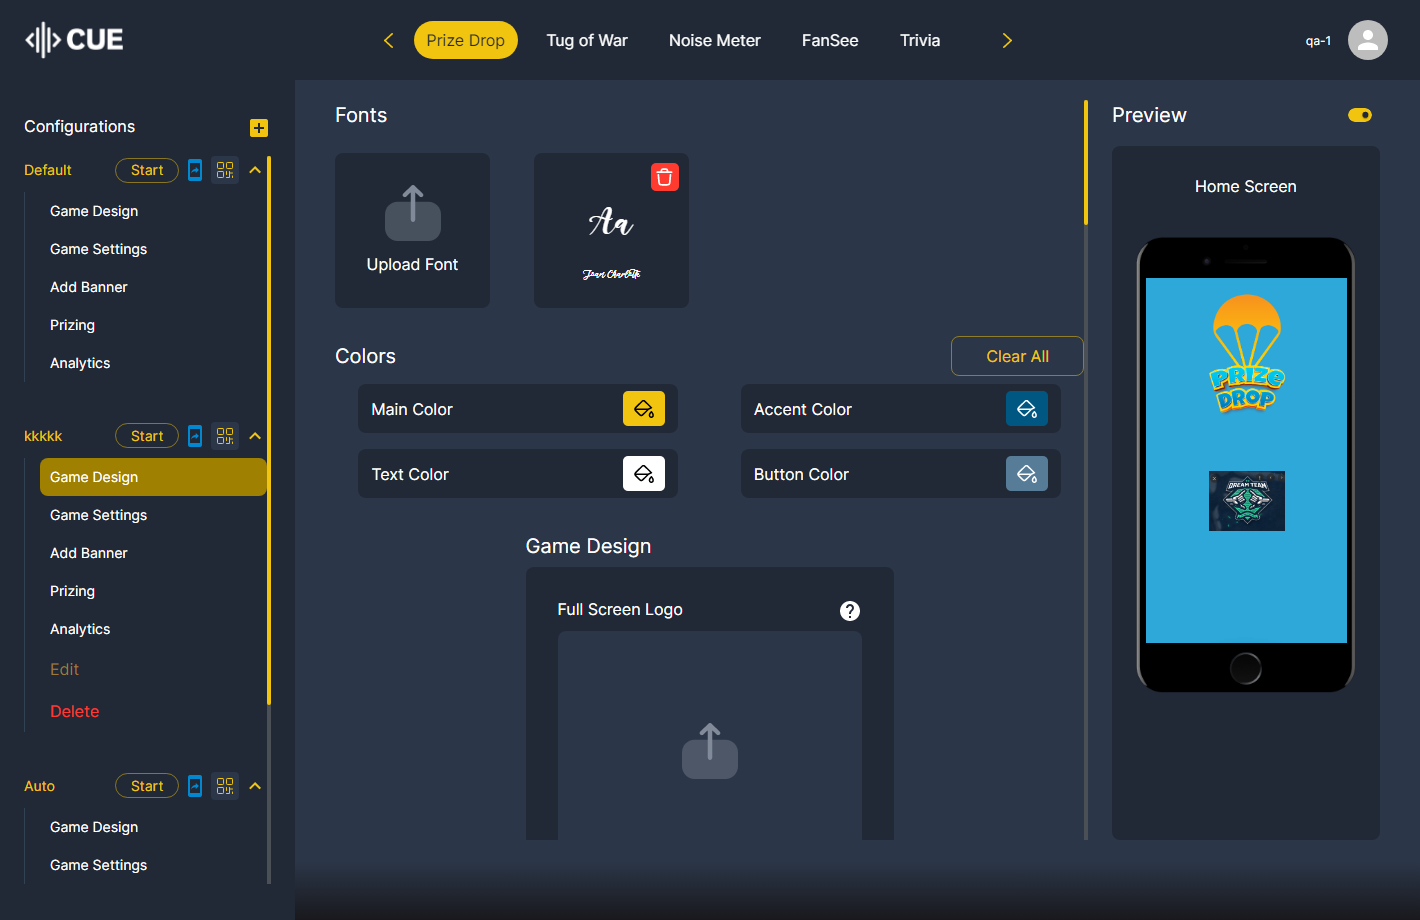 CUE
Prize Drop
Tug of War
Noise Meter
FanSee
Trivia
qa-1
Configurations
Default
Start
Game Design
Game Settings
Add Banner
Prizing
Analytics
kkkkk
Start
Game Design
Game Settings
Add Banner
Prizing
Analytics
Edit
Delete
Auto
Start
Game Design
Game Settings
Fonts
Upload Font
Aa
Jean Charlotte
Colors
Clear All
Main Color
Accent Color
Text Color
Button Color
Game Design
Full Screen Logo
?
Preview
Home Screen
PRIZE
DROP
DREAM TEAM